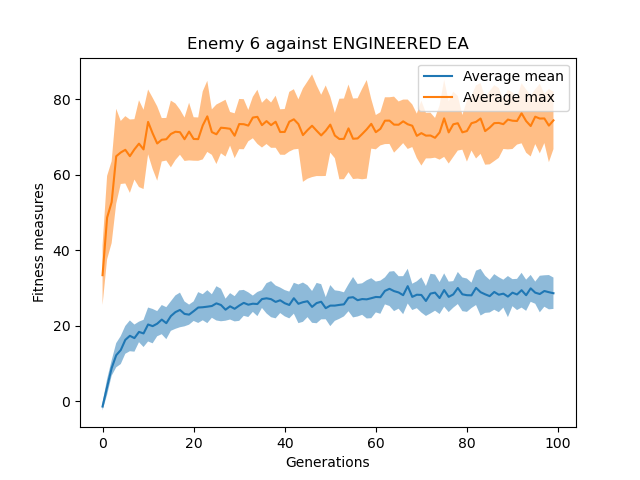 Enemy 6 against ENGINEERED EA
Average mean
Average max
Fitness measures
80
60
40
20
0
0 20 40 60 80 100
Generations